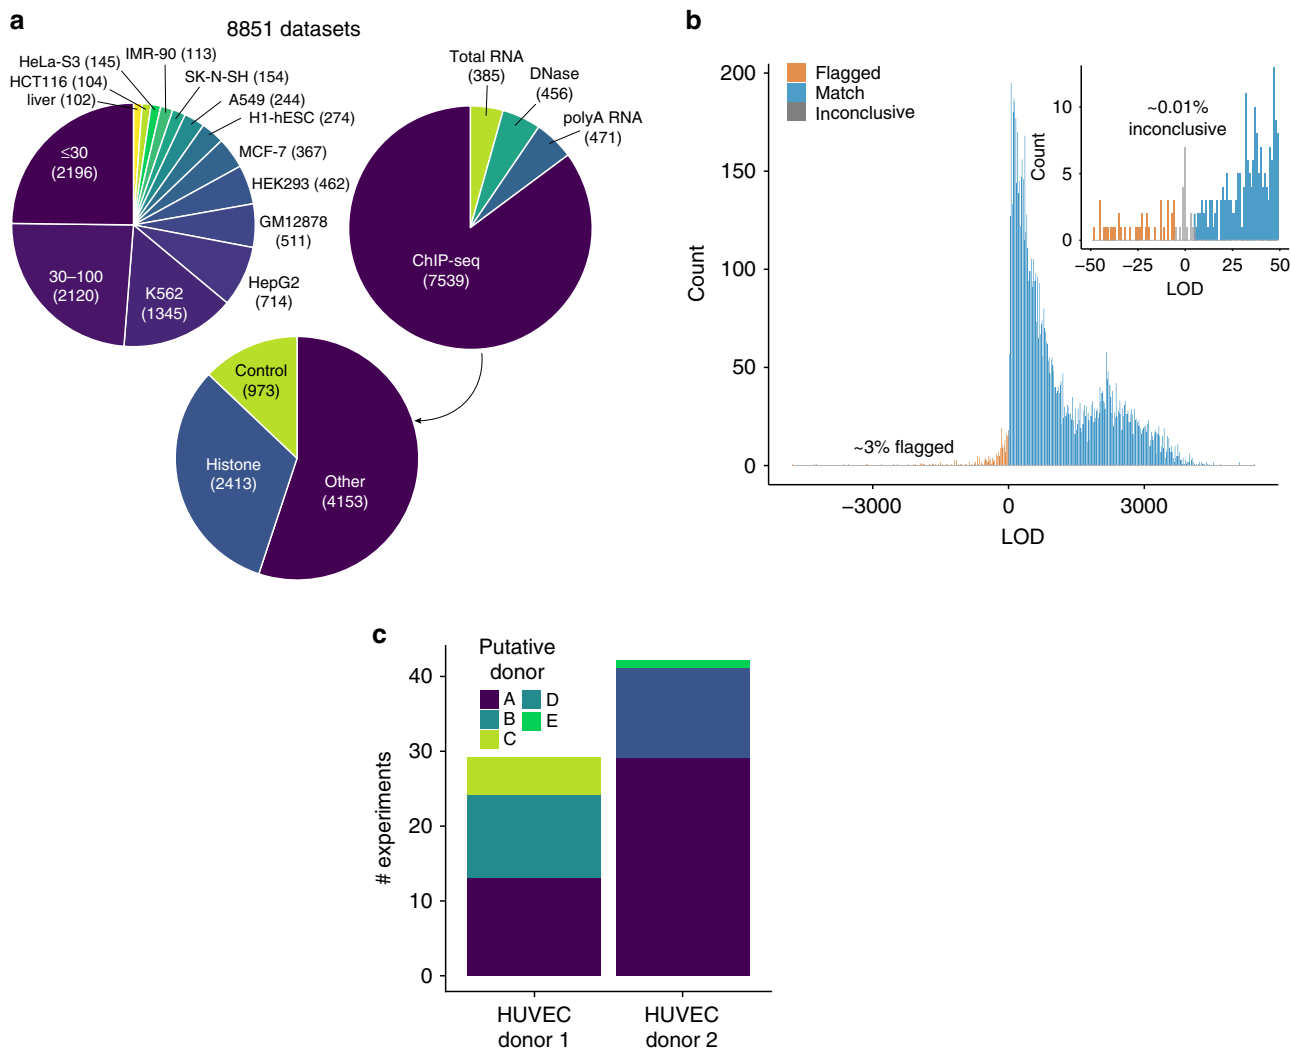 a
8851 datasets
IMR-90 (113)
HeLa-S3 (145)
HCT116 (104)
liver (102)
SK-N-SH (154)
A549 (244)
H1-hESC (274)
MCF-7 (367)
HEK293 (462)
GM12878
(511)
HepG2
(714)
K562
(1345)
30–100
(2120)
≤30
(2196)
Total RNA
(385)
DNase
(456)
polyA RNA
(471)
ChIP-seq
(7539)
Control
(973)
Histone
(2413)
Other
(4153)
b
Flagged
Match
Inconclusive
200
150
100
50
0
Count
~3% flagged
−3000
0
3000
LOD
~0.01%
inconclusive
10
5
0
Count
−50
−25
0
25
50
LOD
c
Putative
donor
A
B
C
D
E
40
30
20
10
0
# experiments
HUVEC
donor 1
HUVEC
donor 2